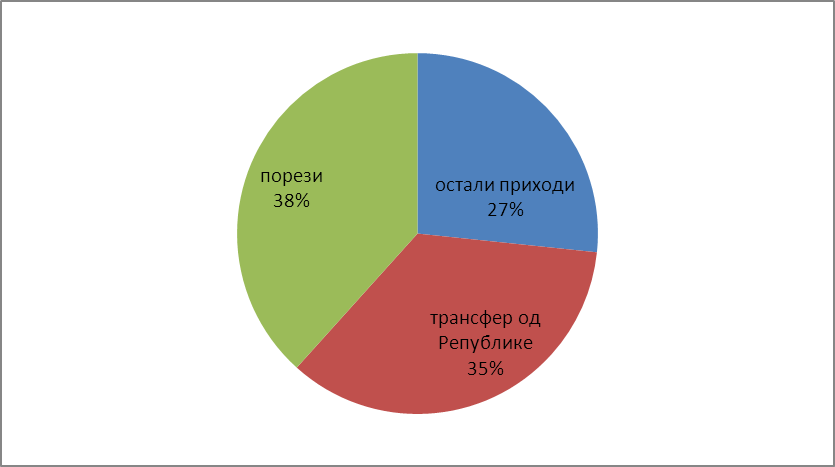 порези
38%
остали приходи
27%
трансфер од
Републике
35%